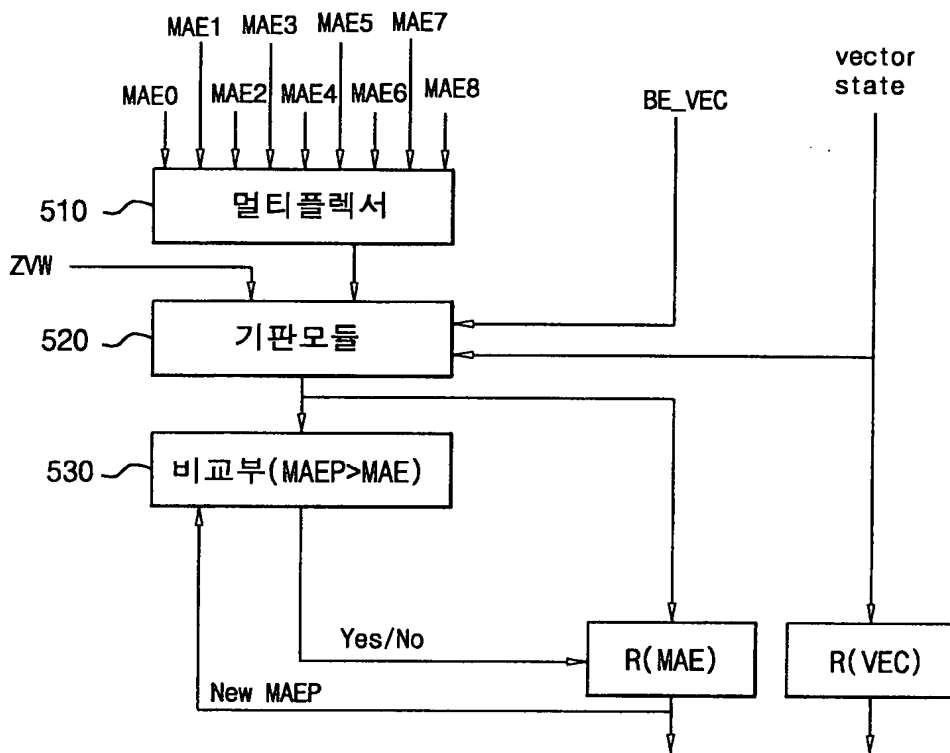 MAE1 MAE3 MAE5 MAE7
MAE0 MAE2 MAE4 MAE6 MAE8
BE_VEC
vector
state
510
멀티플렉서
ZVW
520
기판모듈
530
비교부(MAEP>MAE)
Yes/No
R(MAE)
R(VEC)
New MAEP